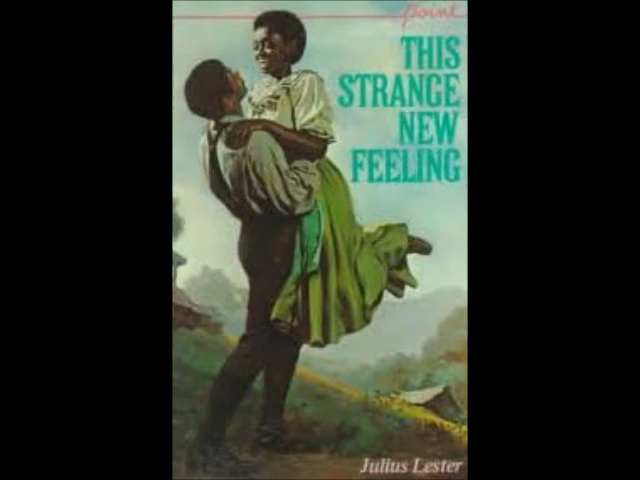 point
THIS
STRANGE
NEW
FEELING
Julius Lester